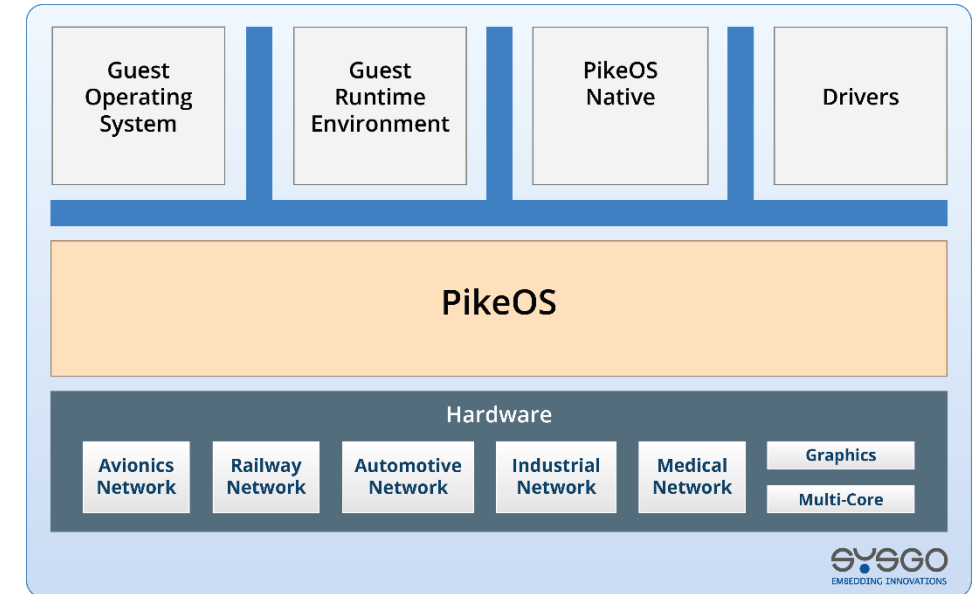 Guest
Operating
System
Guest
Runtime
Environment
PikeOS
Native
Drivers
PikeOS
Hardware
Avionics
Network
Railway
Network
Automotive
Network
Industrial
Network
Medical
Network
Graphics
Multi-Core
SYSGO
EMBEDDING INNOVATIONS